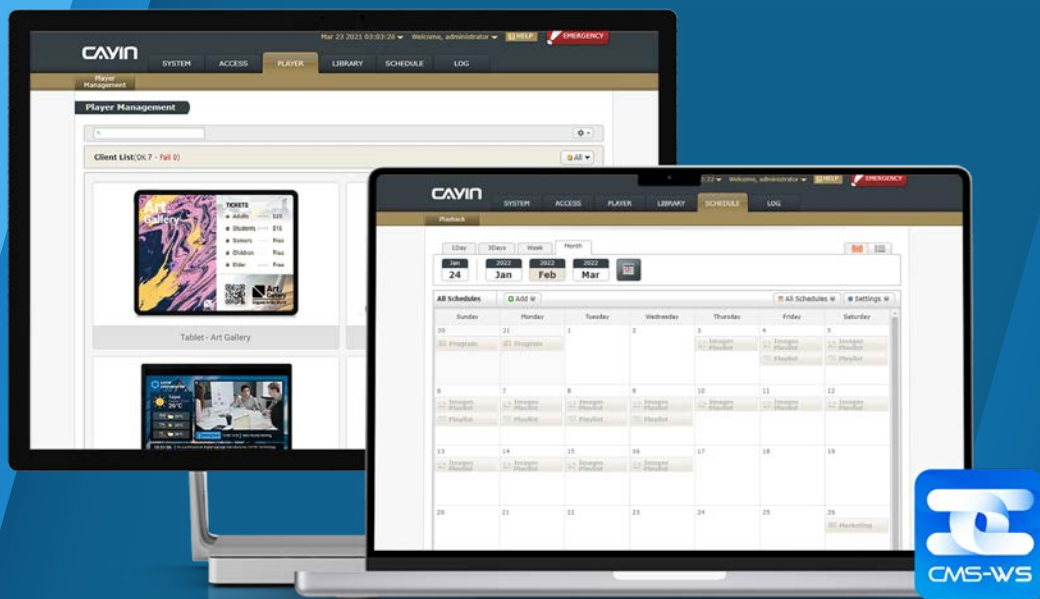 Mar 23 2021 03:03:26 Welcome, administrator HELP EMERGENCY
CAYIN
SYSTEM ACCESS PLAYER LIBRARY SCHEDULE LOG
Player
Management
Player Management
Client List(OK 7 - Fail 0) All
Art
Gallery
TICKETS
Adults
Students
Seniors Free
Children Free
Elder Free
Art
Gallery
Tablet - Art Gallery
Taipei
26°C
Welcome, administrator HELP EMERGENCY
CAYIN
SYSTEM ACCESS PLAYER LIBRARY SCHEDULE LOG
Playback
1Day 3Days Week Month
Jan 2022 2022 2022
24 Jan Feb Mar
All Schedules Add All Schedules Settings
Sunday Monday Tuesday Wednesday Thursday Friday Saturday
30 31 1 2 3 4 5
Program Program Images Playlist Images Playlist Images Playlist
Playlist Playlist
6 7 8 9 10 11 12
Images Playlist Images Playlist Images Playlist Images Playlist Images Playlist Images Playlist Images Playlist
Playlist Playlist Playlist Playlist
13 14 15 16 17 18 19
Images Playlist Images Playlist Images Playlist Images Playlist
20 21 22 23 24 25 26
Marketing
CMS-WS